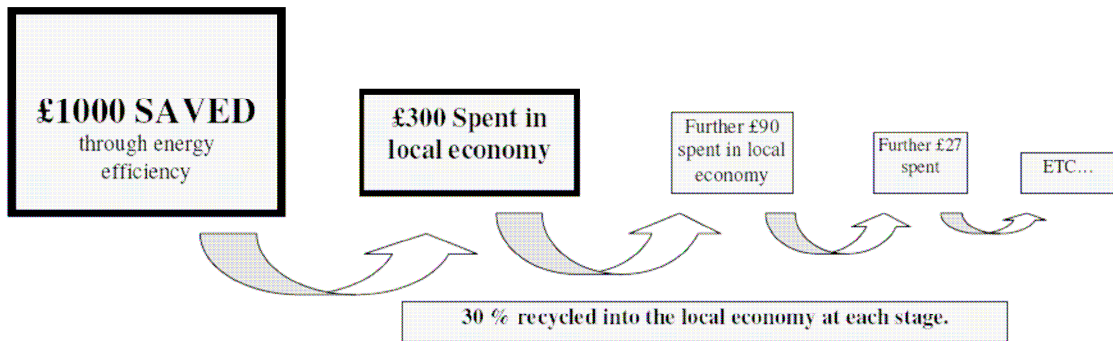 £1000 SAVED
through energy
efficiency
£300 Spent in
local economy
Further £90
spent in local
economy
Further £27
spent
ETC...
30 % recycled into the local economy at each stage.